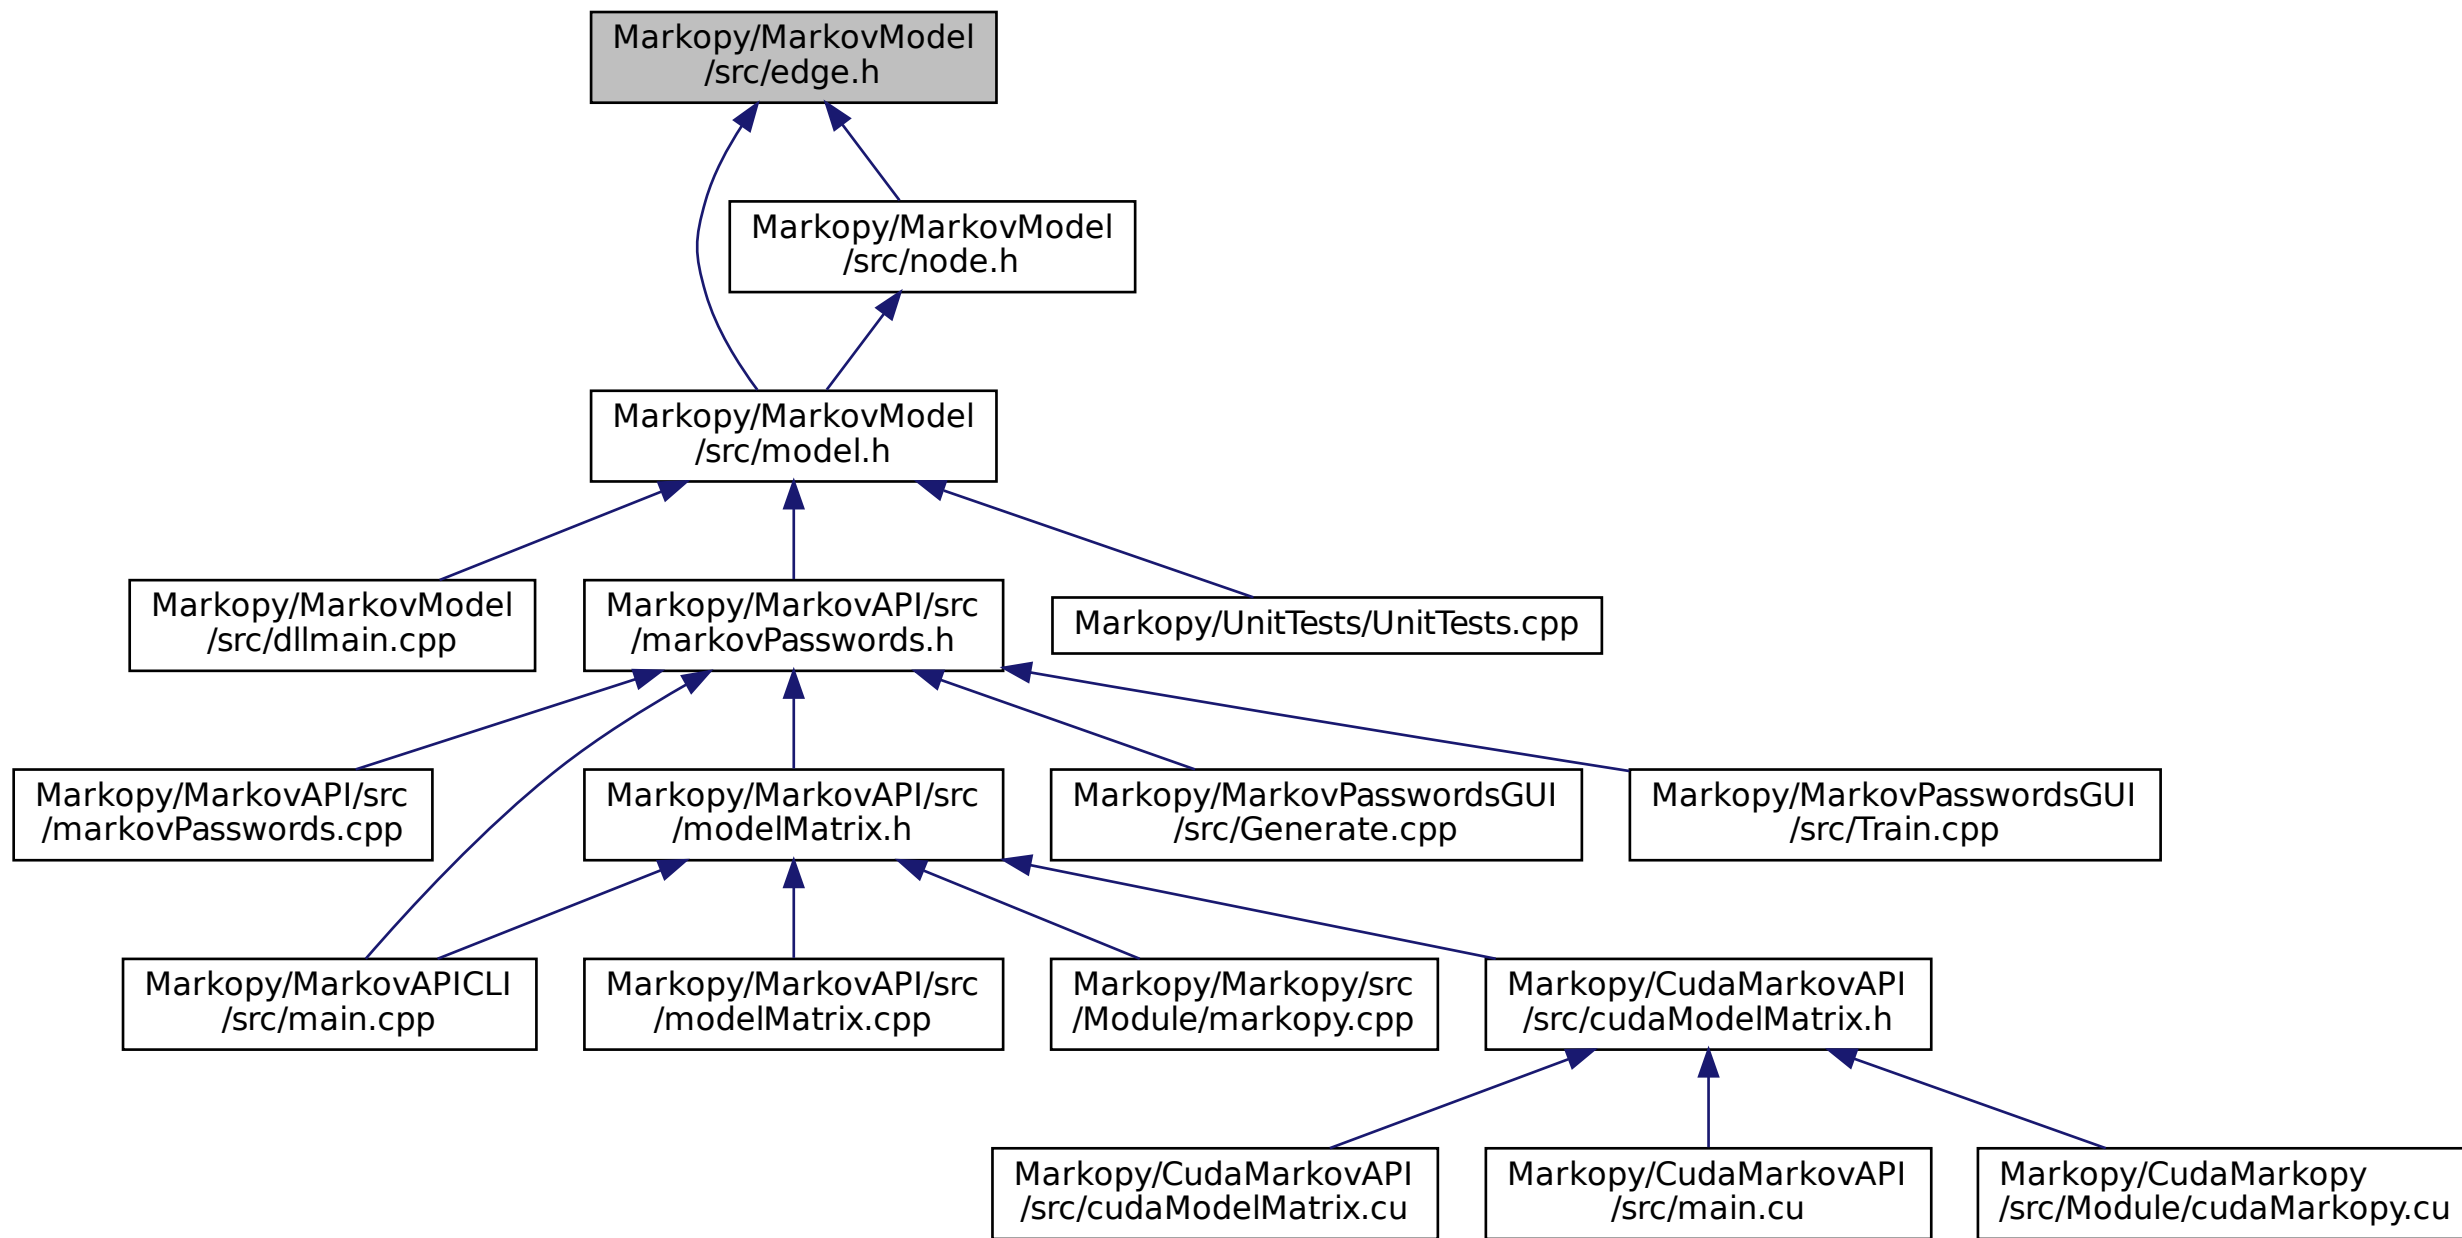 Markopy/MarkovModel
/src/edge.h
Markopy/MarkovModel
/src/node.h
Markopy/MarkovModel
/src/model.h
Markopy/MarkovModel
/src/dllmain.cpp
Markopy/MarkovAPI/src
/markovPasswords.h
Markopy/UnitTests/UnitTests.cpp
Markopy/MarkovAPI/src
/markovPasswords.cpp
Markopy/MarkovAPI/src
/modelMatrix.h
Markopy/MarkovPasswordsGUI
/src/Generate.cpp
Markopy/MarkovPasswordsGUI
/src/Train.cpp
Markopy/MarkovAPICLI
/src/main.cpp
Markopy/MarkovAPI/src
/modelMatrix.cpp
Markopy/Markopy/src
/Module/markopy.cpp
Markopy/CudaMarkovAPI
/src/cudaModelMatrix.h
Markopy/CudaMarkovAPI
/src/cudaModelMatrix.cu
Markopy/CudaMarkovAPI
/src/main.cu
Markopy/CudaMarkopy
/src/Module/cudaMarkopy.cu